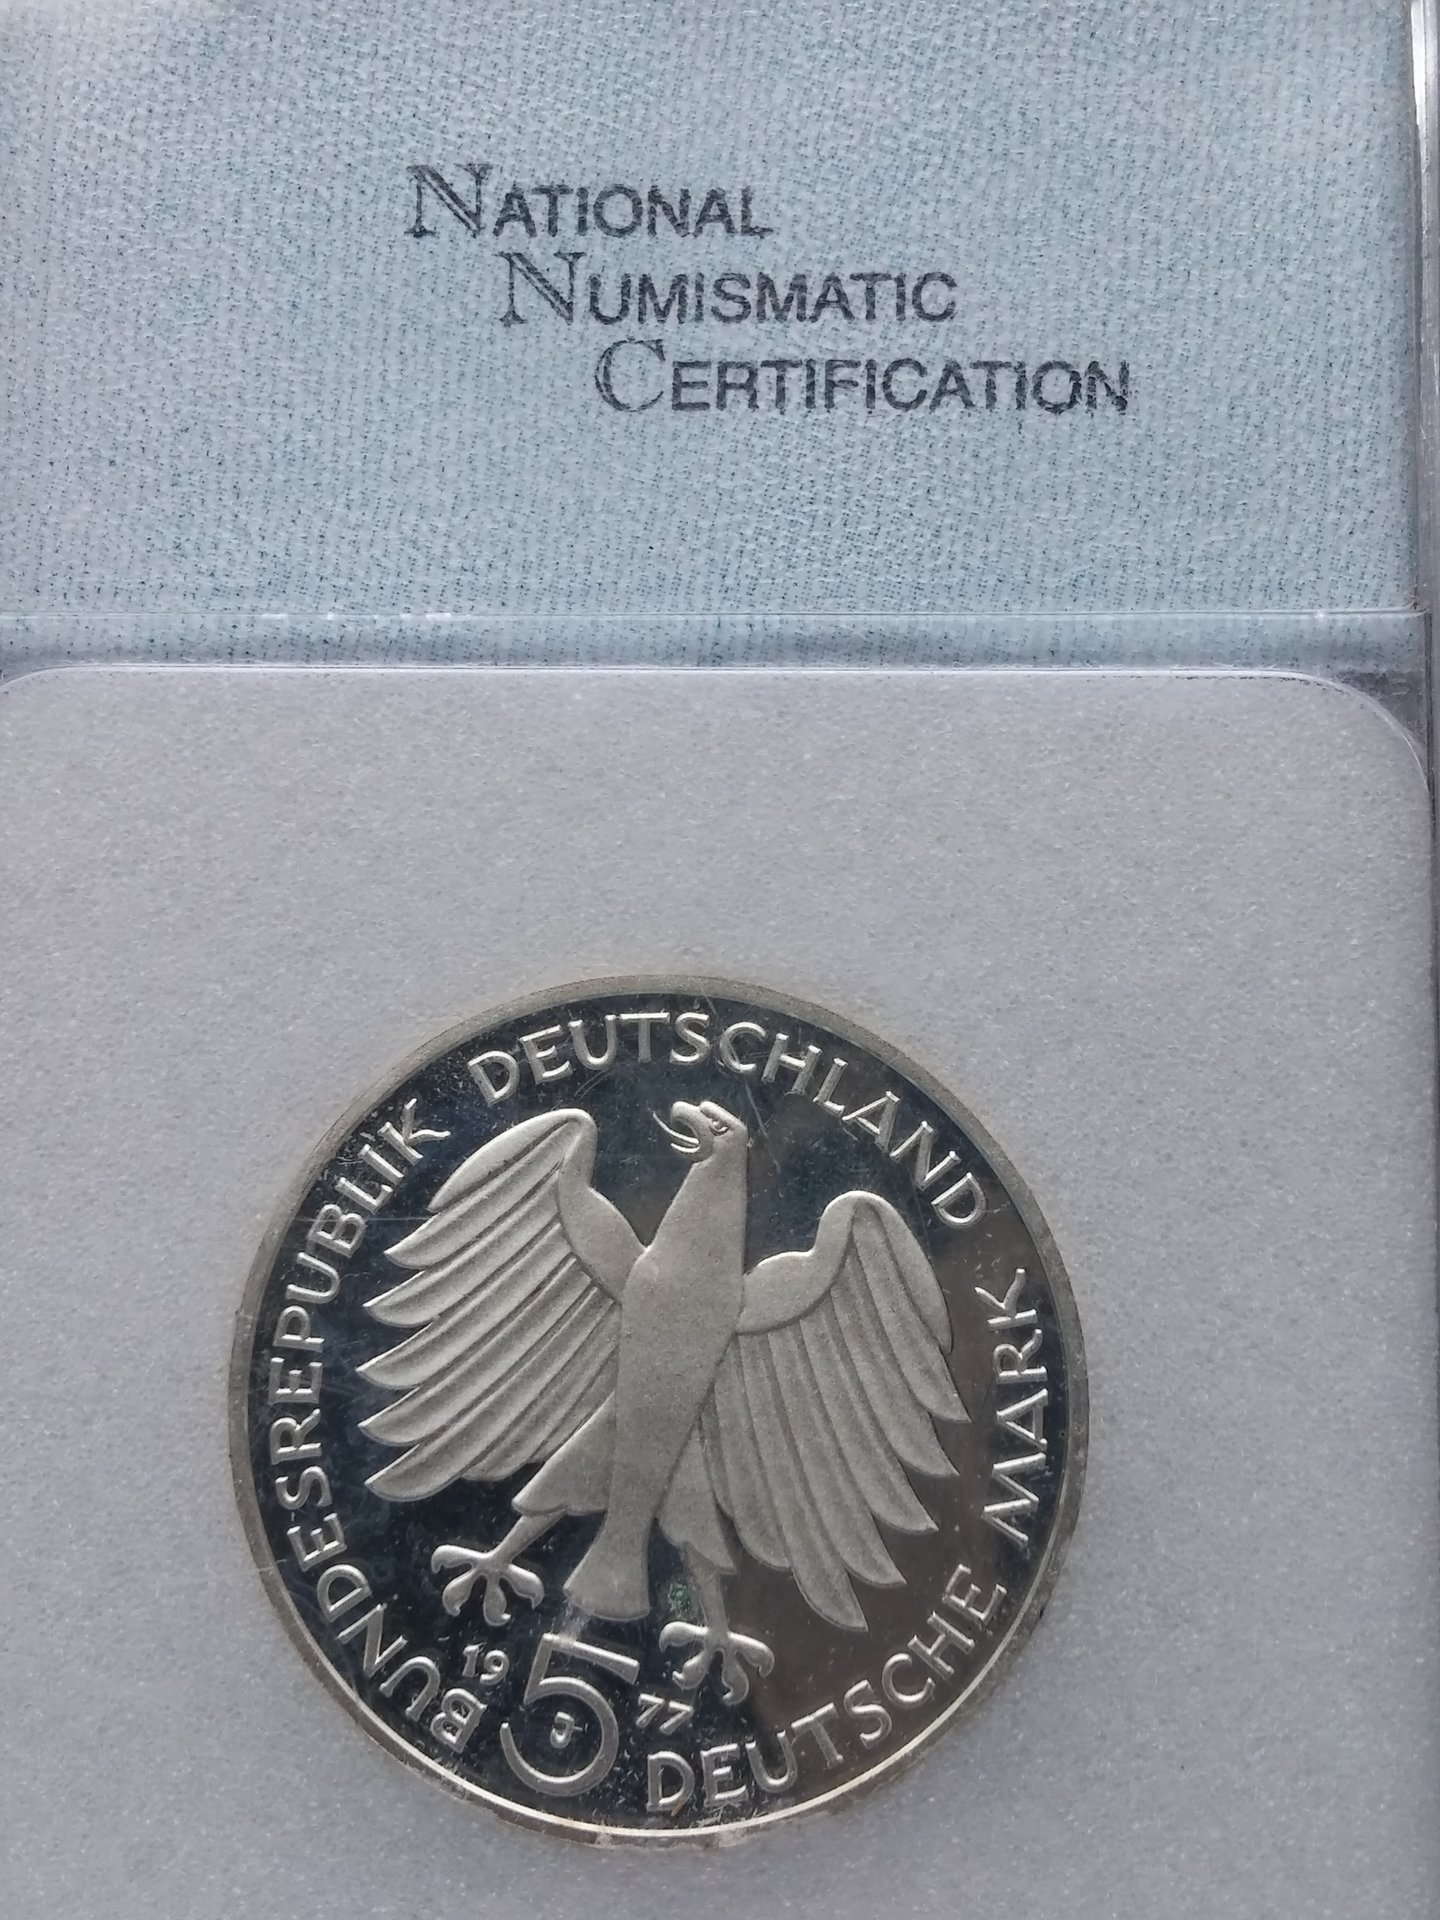 NATIONAL
NUMISMATIC
CERTIFICATION
BUNDESREPUBLIK DEUTSCHLAND
19 5 77
J
DEUTSCHE MARK